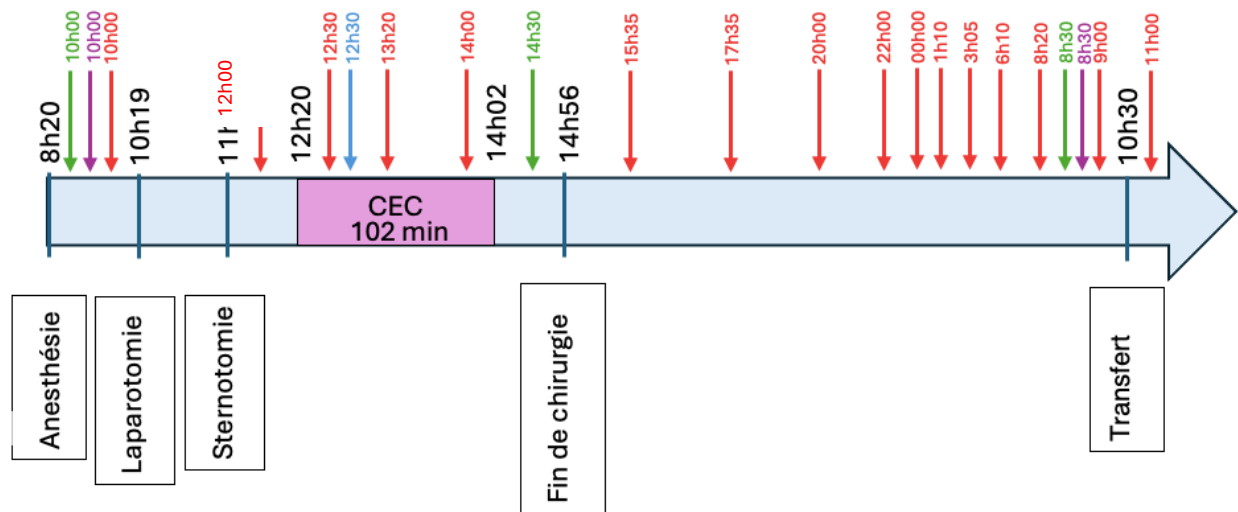 10h00
10h00
10h00
12h00
12h30
12h30
13h20
14h00
14h30
15h35
17h35
20h00
22h00
00h00
1h10
3h05
6h10
8h20
8h30
8h30
9h00
11h00
8h20
10h19
12h20
14h02
14h56
10h30
CEC
102 min
Anesthésie
Laparotomie
Sternotomie
Fin de chirurgie
Transfert